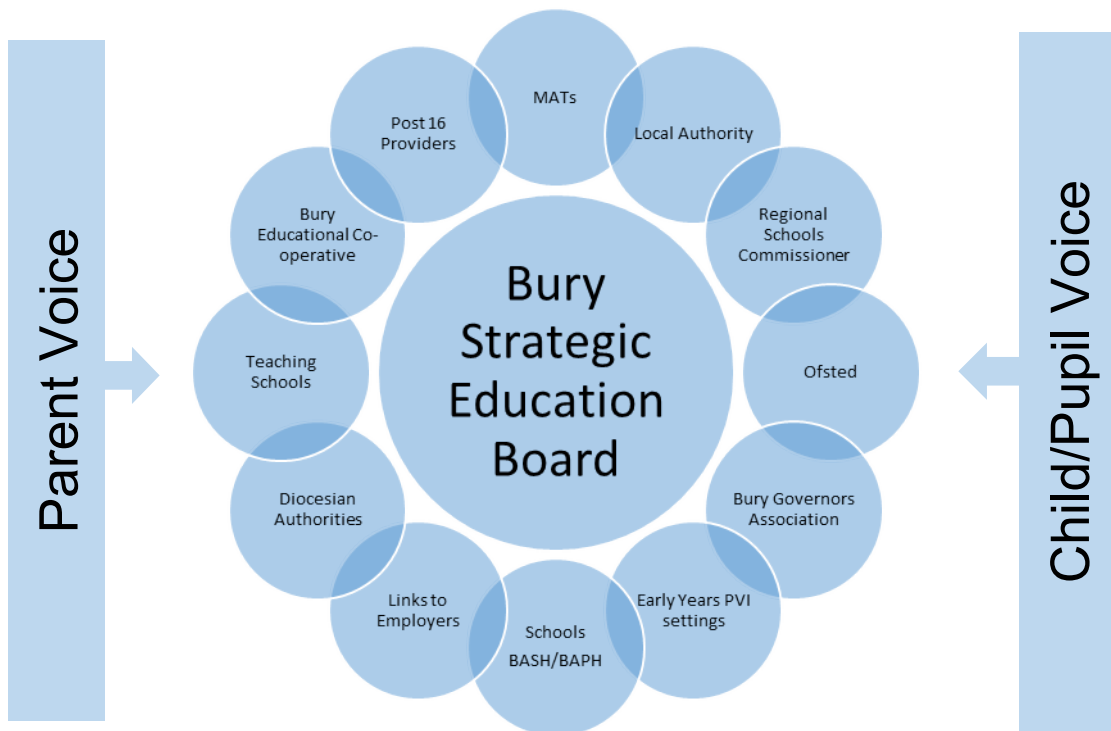 Parent Voice
MATs
Local Authority
Regional
Schools
Commissioner
Ofsted
Bury Governors
Association
Early Years PVI
settings
Schools
BASH/BAPH
Links to
Employers
Diocesian
Authorities
Teaching
Schools
Bury
Educational Co-
operative
Post 16
Providers
Bury
Strategic
Education
Board
Child/Pupil Voice